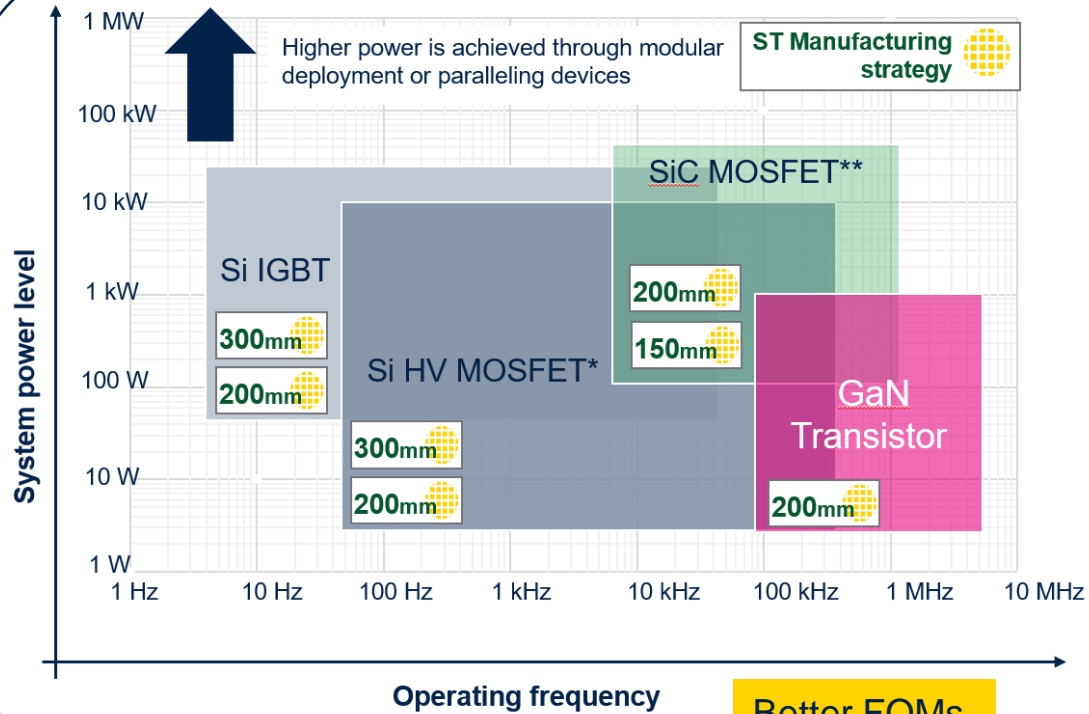 1 MW
Higher power is achieved through modular
deployment or paralleling devices
ST Manufacturing
strategy
100 kW
SiC MOSFET**
10 kW
Si IGBT
200mm
1 kW
300mm
150mm
Si HV MOSFET*
100 W
200mm
GaN
Transistor
300mm
10 W
200mm
200mm
1 W
1 Hz
10 Hz
100 Hz
1 kHz
10 kHz
100 kHz
1 MHz
10 MHz
System power level
Operating frequency
Better FOMs